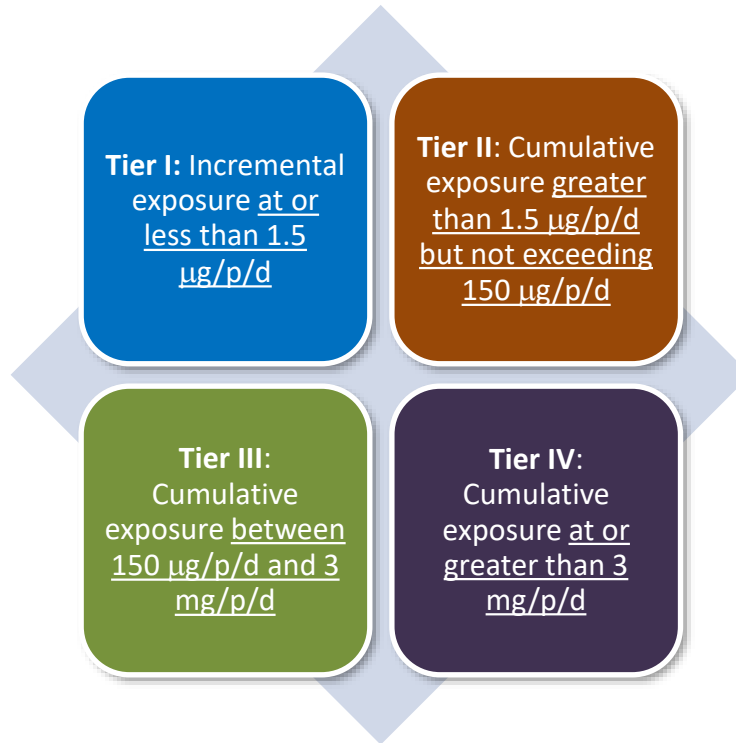 Tier I: Incremental
exposure at or
less than 1.5
µg/p/d
Tier II: Cumulative
exposure greater
than 1.5 µg/p/d
but not exceeding
150 µg/p/d
Tier III:
Cumulative
exposure between
150 µg/p/d and 3
mg/p/d
Tier IV:
Cumulative
exposure at or
greater than 3
mg/p/d